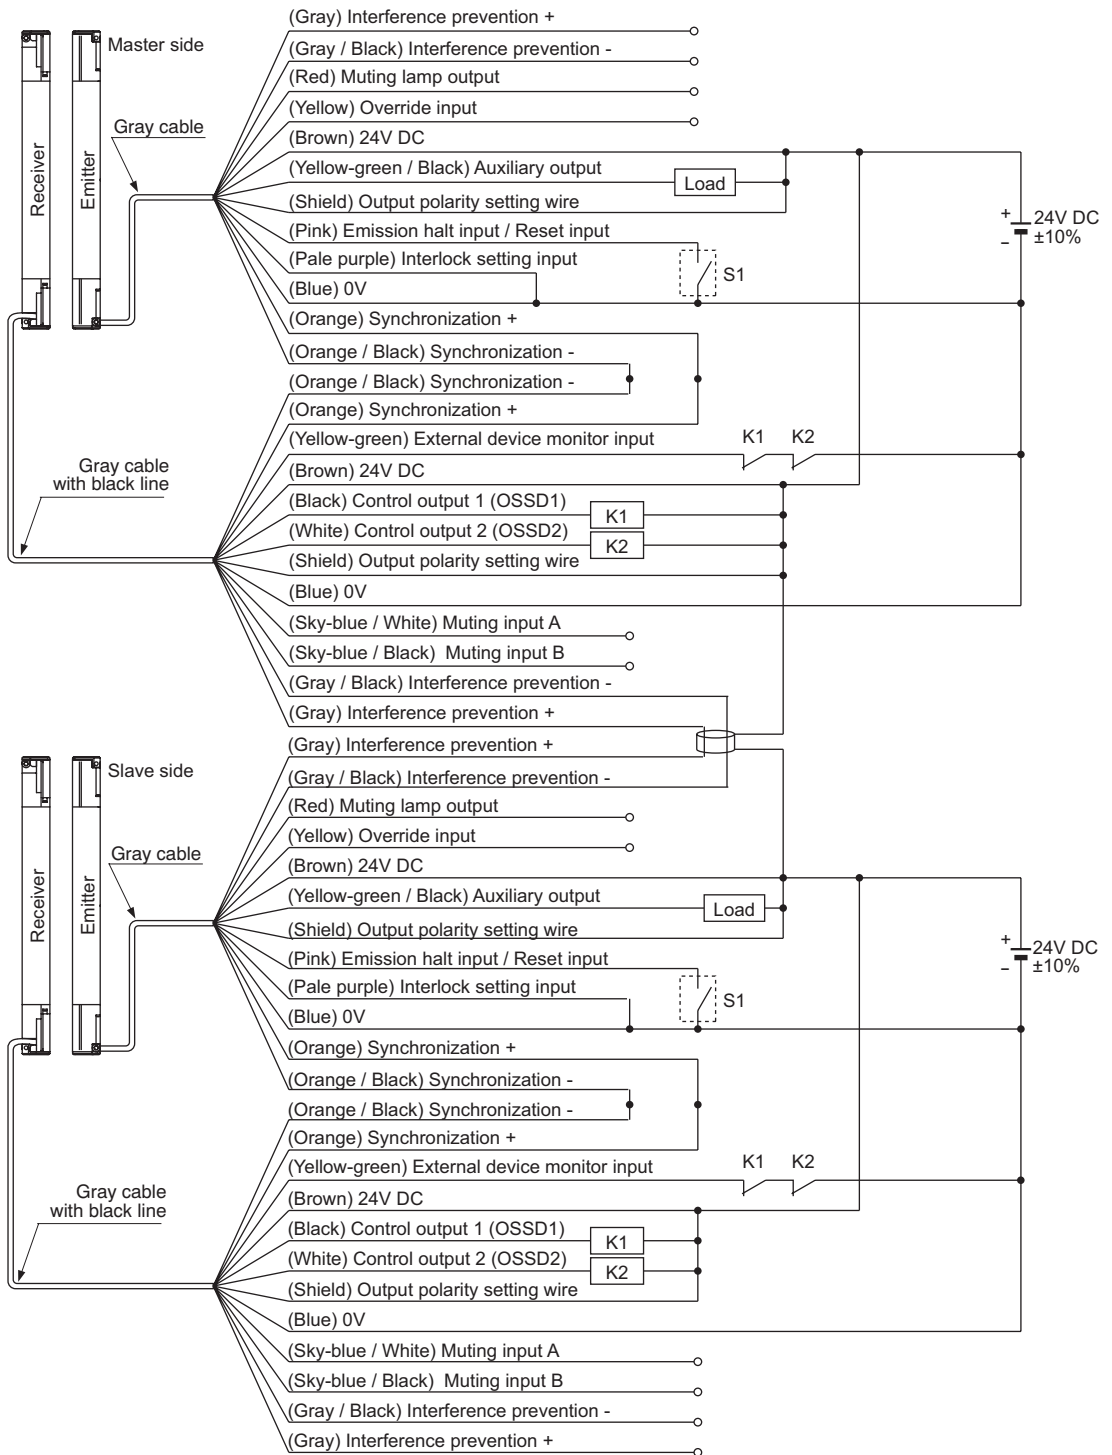 (Gray) Interference prevention +
Master side
(Gray / Black) Interference prevention -
(Red) Muting lamp output
(Yellow) Override input
Gray cable
(Brown) 24V DC
(Yellow-green / Black) Auxiliary output
Load
Receiver
Emitter
(Shield) Output polarity setting wire
+
24V DC
±10%
–
(Pink) Emission halt input / Reset input
(Pale purple) Interlock setting input
S1
(Blue) 0V
(Orange) Synchronization +
(Orange / Black) Synchronization -
(Orange / Black) Synchronization -
(Orange) Synchronization +
(Yellow-green) External device monitor input
K1
K2
Gray cable
with black line
(Brown) 24V DC
(Black) Control output 1 (OSSD1)
K1
(White) Control output 2 (OSSD2)
K2
(Shield) Output polarity setting wire
(Blue) 0V
(Sky-blue / White) Muting input A
(Sky-blue / Black) Muting input B
(Gray / Black) Interference prevention -
(Gray) Interference prevention +
(Gray) Interference prevention +
Slave side
(Gray / Black) Interference prevention -
(Red) Muting lamp output
(Yellow) Override input
Gray cable
(Brown) 24V DC
(Yellow-green / Black) Auxiliary output
Load
Receiver
Emitter
(Shield) Output polarity setting wire
+
24V DC
±10%
–
(Pink) Emission halt input / Reset input
(Pale purple) Interlock setting input
S1
(Blue) 0V
(Orange) Synchronization +
(Orange / Black) Synchronization -
(Orange / Black) Synchronization -
(Orange) Synchronization +
(Yellow-green) External device monitor input
K1
K2
Gray cable
with black line
(Brown) 24V DC
(Black) Control output 1 (OSSD1)
K1
(White) Control output 2 (OSSD2)
K2
(Shield) Output polarity setting wire
(Blue) 0V
(Sky-blue / White) Muting input A
(Sky-blue / Black) Muting input B
(Gray / Black) Interference prevention -
(Gray) Interference prevention +